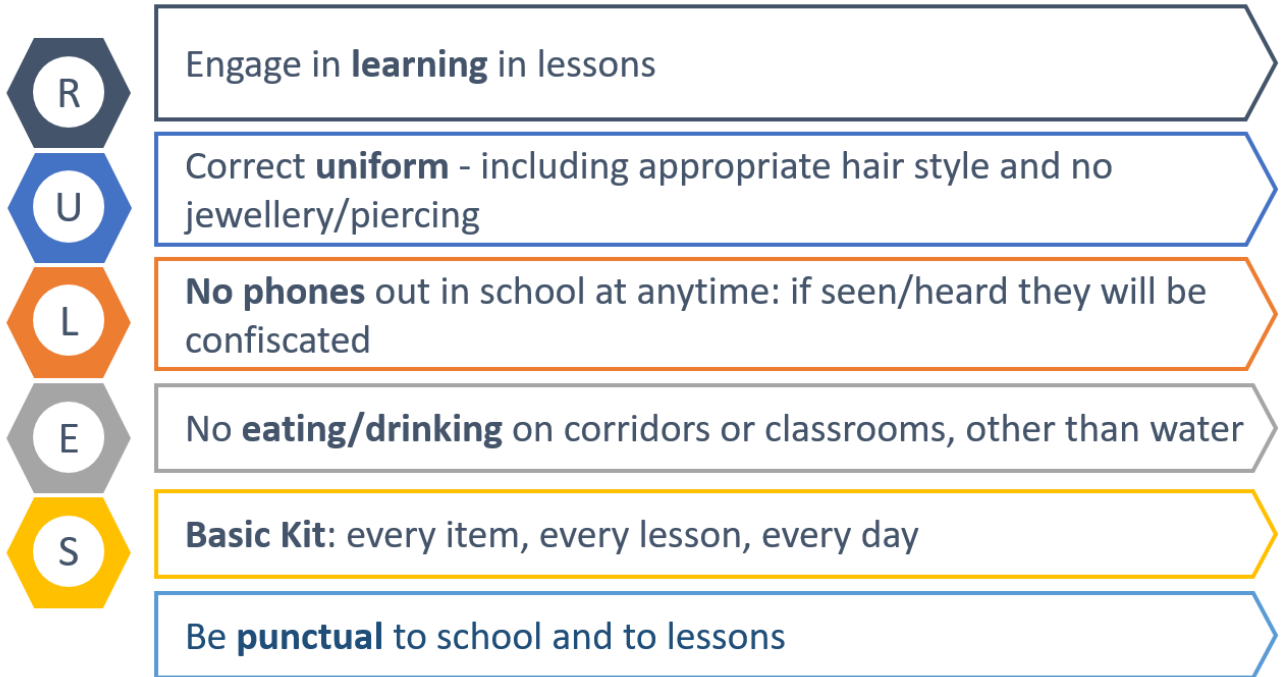 R
Engage in learning in lessons
U
Correct uniform - including appropriate hair style and no
jewellery/piercing
L
No phones out in school at anytime: if seen/heard they will be
confiscated
E
No eating/drinking on corridors or classrooms, other than water
S
Basic Kit: every item, every lesson, every day
Be punctual to school and to lessons